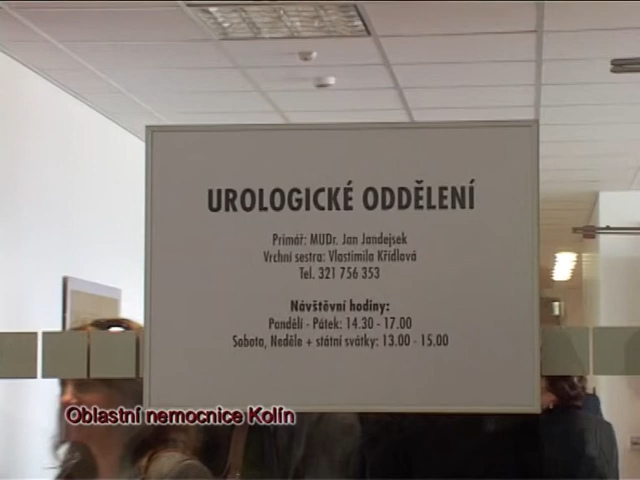 UROLOGICKÉ ODDĚLENÍ
Primář: MUDr. Jan Jandejsek
Vrchní sestra: Vlastimila Křídlová
Tel. 321 756 353
Návštěvní hodiny:
Pondělí - Pátek: 14.30 - 17.00
Sobota, Neděle + státní svátky: 13.00 - 15.00
Oblastní nemocnice Kolín